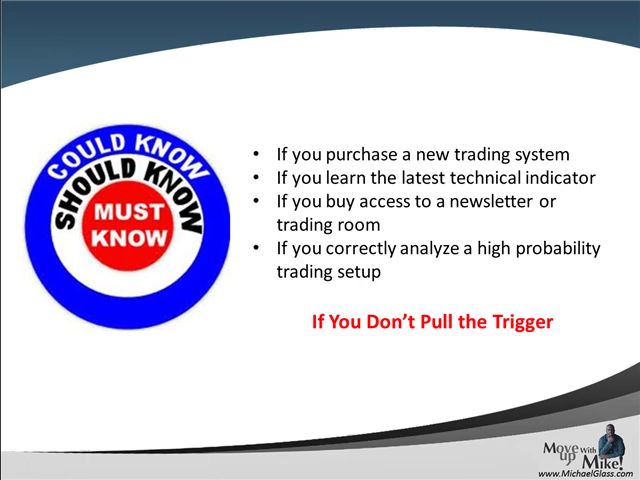 COULD KNOW
SHOULD KNOW
MUST
KNOW
• If you purchase a new trading system
• If you learn the latest technical indicator
• If you buy access to a newsletter or
trading room
• If you correctly analyze a high probability
trading setup
If You Don’t Pull the Trigger
Move With
up Mike!
www.MichaelGlass.com